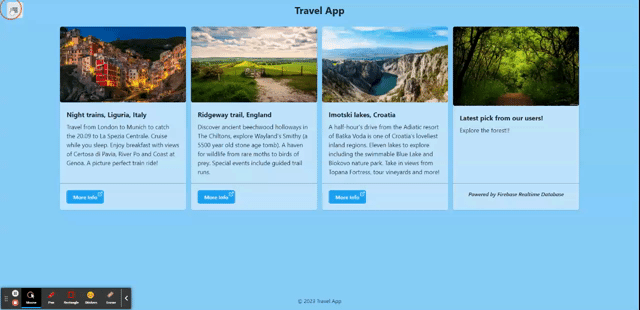 Travel App
Night trains, Liguria, Italy
Travel from London to Munich to catch
the 20.09 to La Spezia Centrale. Cruise
while you sleep. Enjoy breakfast with views
of Certosa di Pavia, River Po and Coast at
Genoa. A picture perfect train ride!
More Info
Ridgeway trail, England
Discover ancient beechwood holloways in
The Chiltons, explore Wayland's Smithy (a
5500 year old stone age tomb). A haven
for wildlife from rare moths to birds of
prey. Special events include guided trail
runs.
More Info
Imotski lakes, Croatia
A half-hour's drive from the Adiatic resort
of Baška Voda is one of Croatia's loveliest
inland regions. Eleven lakes to explore
including the swimmable Blue Lake and
Biokovo nature park. Take in views from
Topana Fortress, tour vineyards and more!
More Info
Latest pick from our users!
Explore the forest!!
Powered by Firebase Realtime Database
Mouse
Pen
Rectangle
Stickers
Eraser
© 2023 Travel App